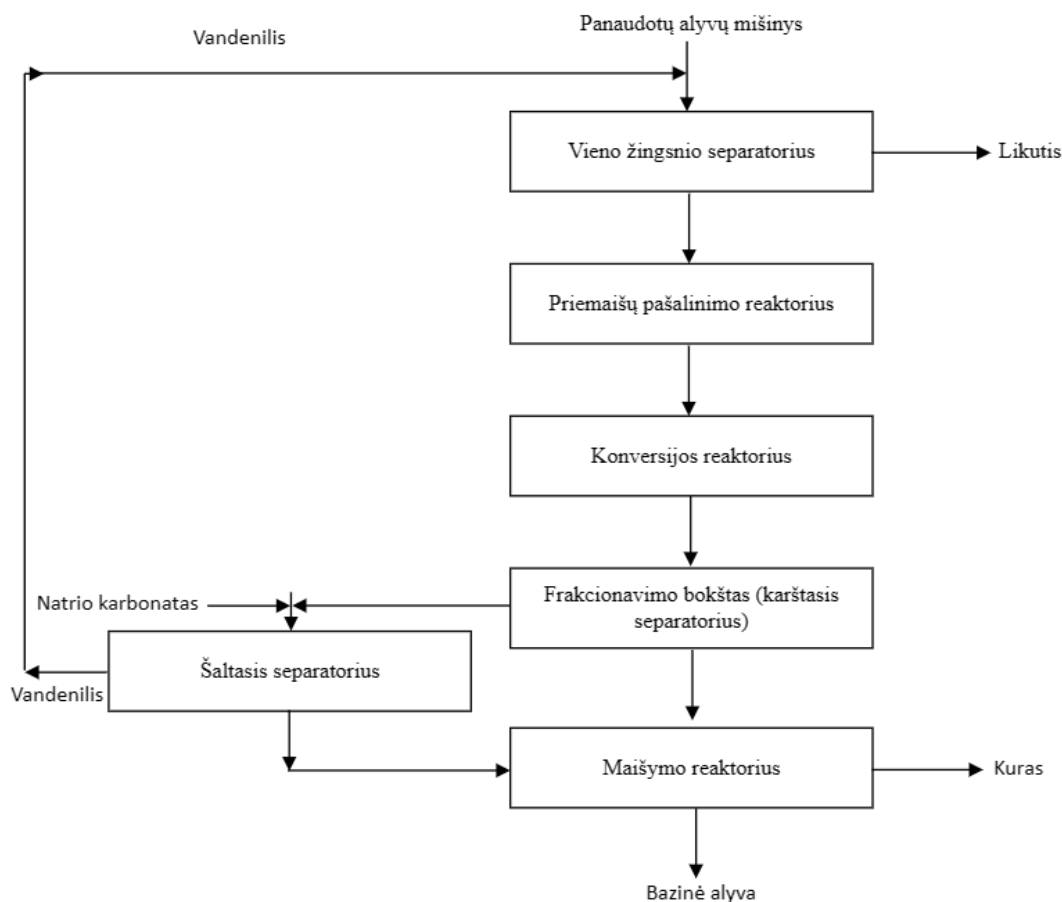 Panaudotų alyvų mišinys
Vandenilis
Vieno žingsnio separatorius
Likutis
Priemaišų pašalinimo reaktorius
Konversijos reaktorius
Frakcionavimo bokštas (karštasis
separatorius)
Natrio karbonatas
Šaltasis separatorius
Vandenilis
Maišymo reaktorius
Kuras
Bazinė alyva